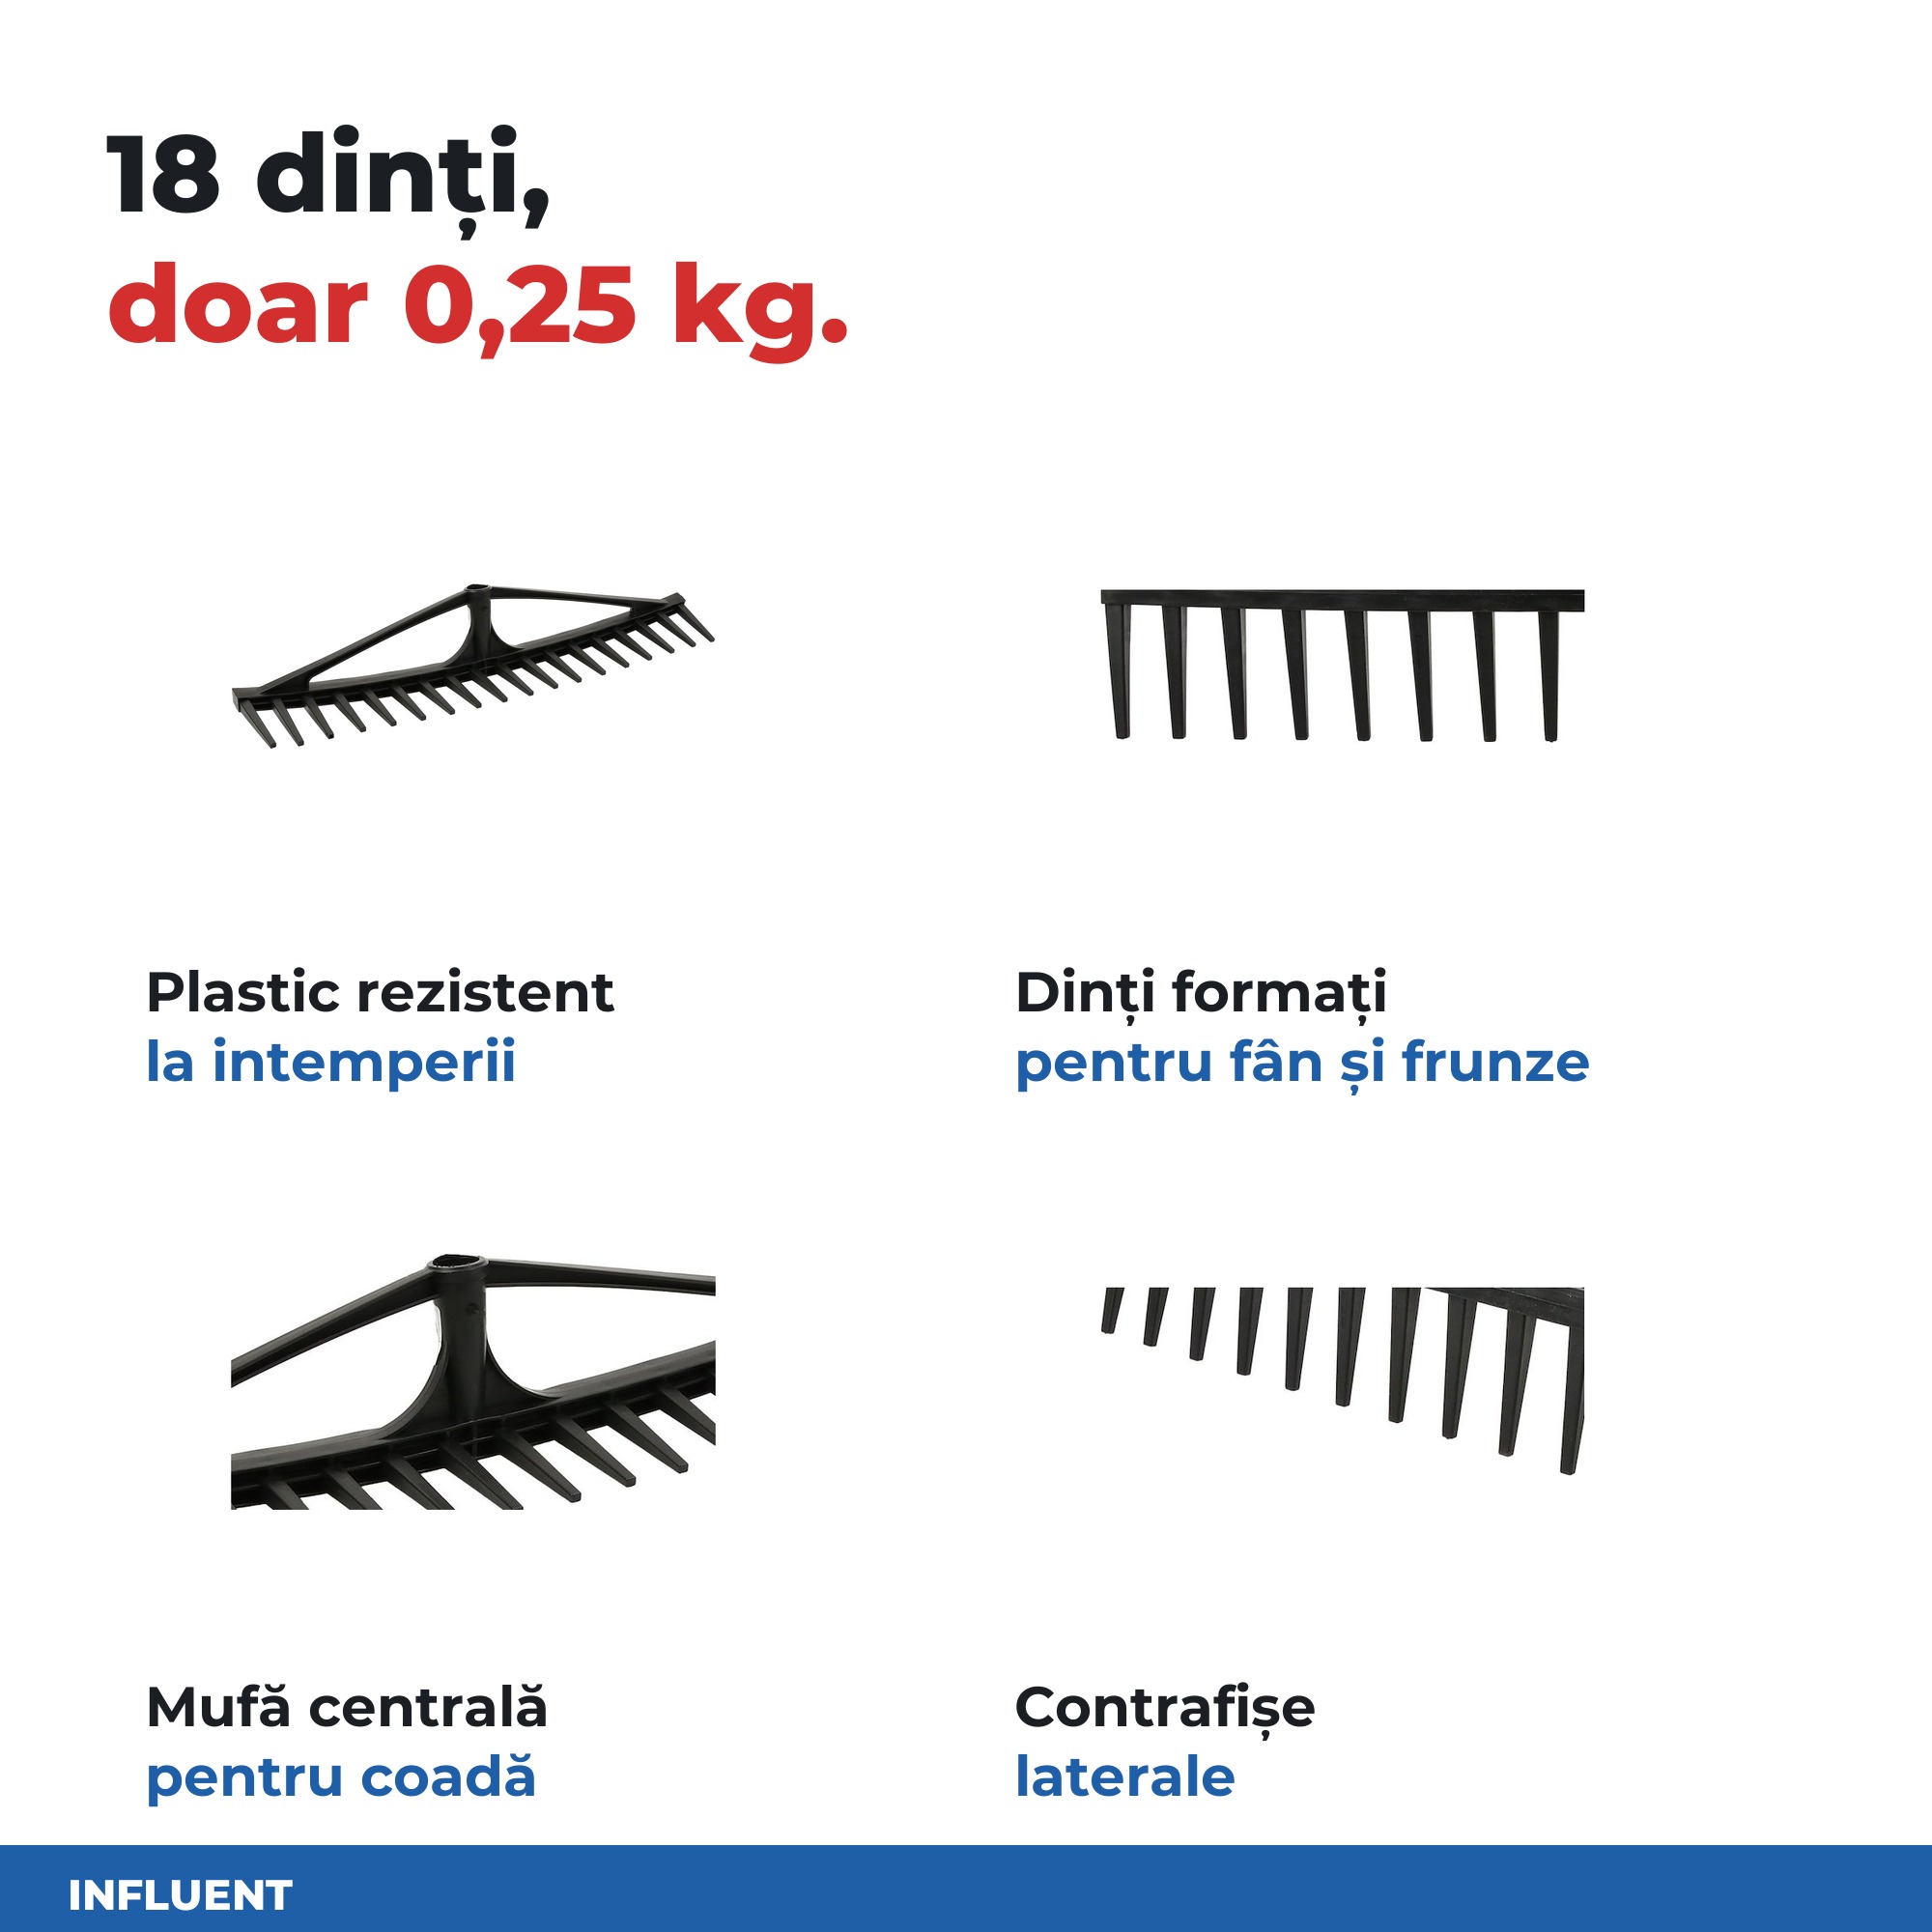 18 dinți,
doar 0,25 kg.
Plastic rezistent
la intemperii
Dinți formați
pentru fân și frunze
Mufă centrală
pentru coadă
Contrafișe
laterale
INFLUENT